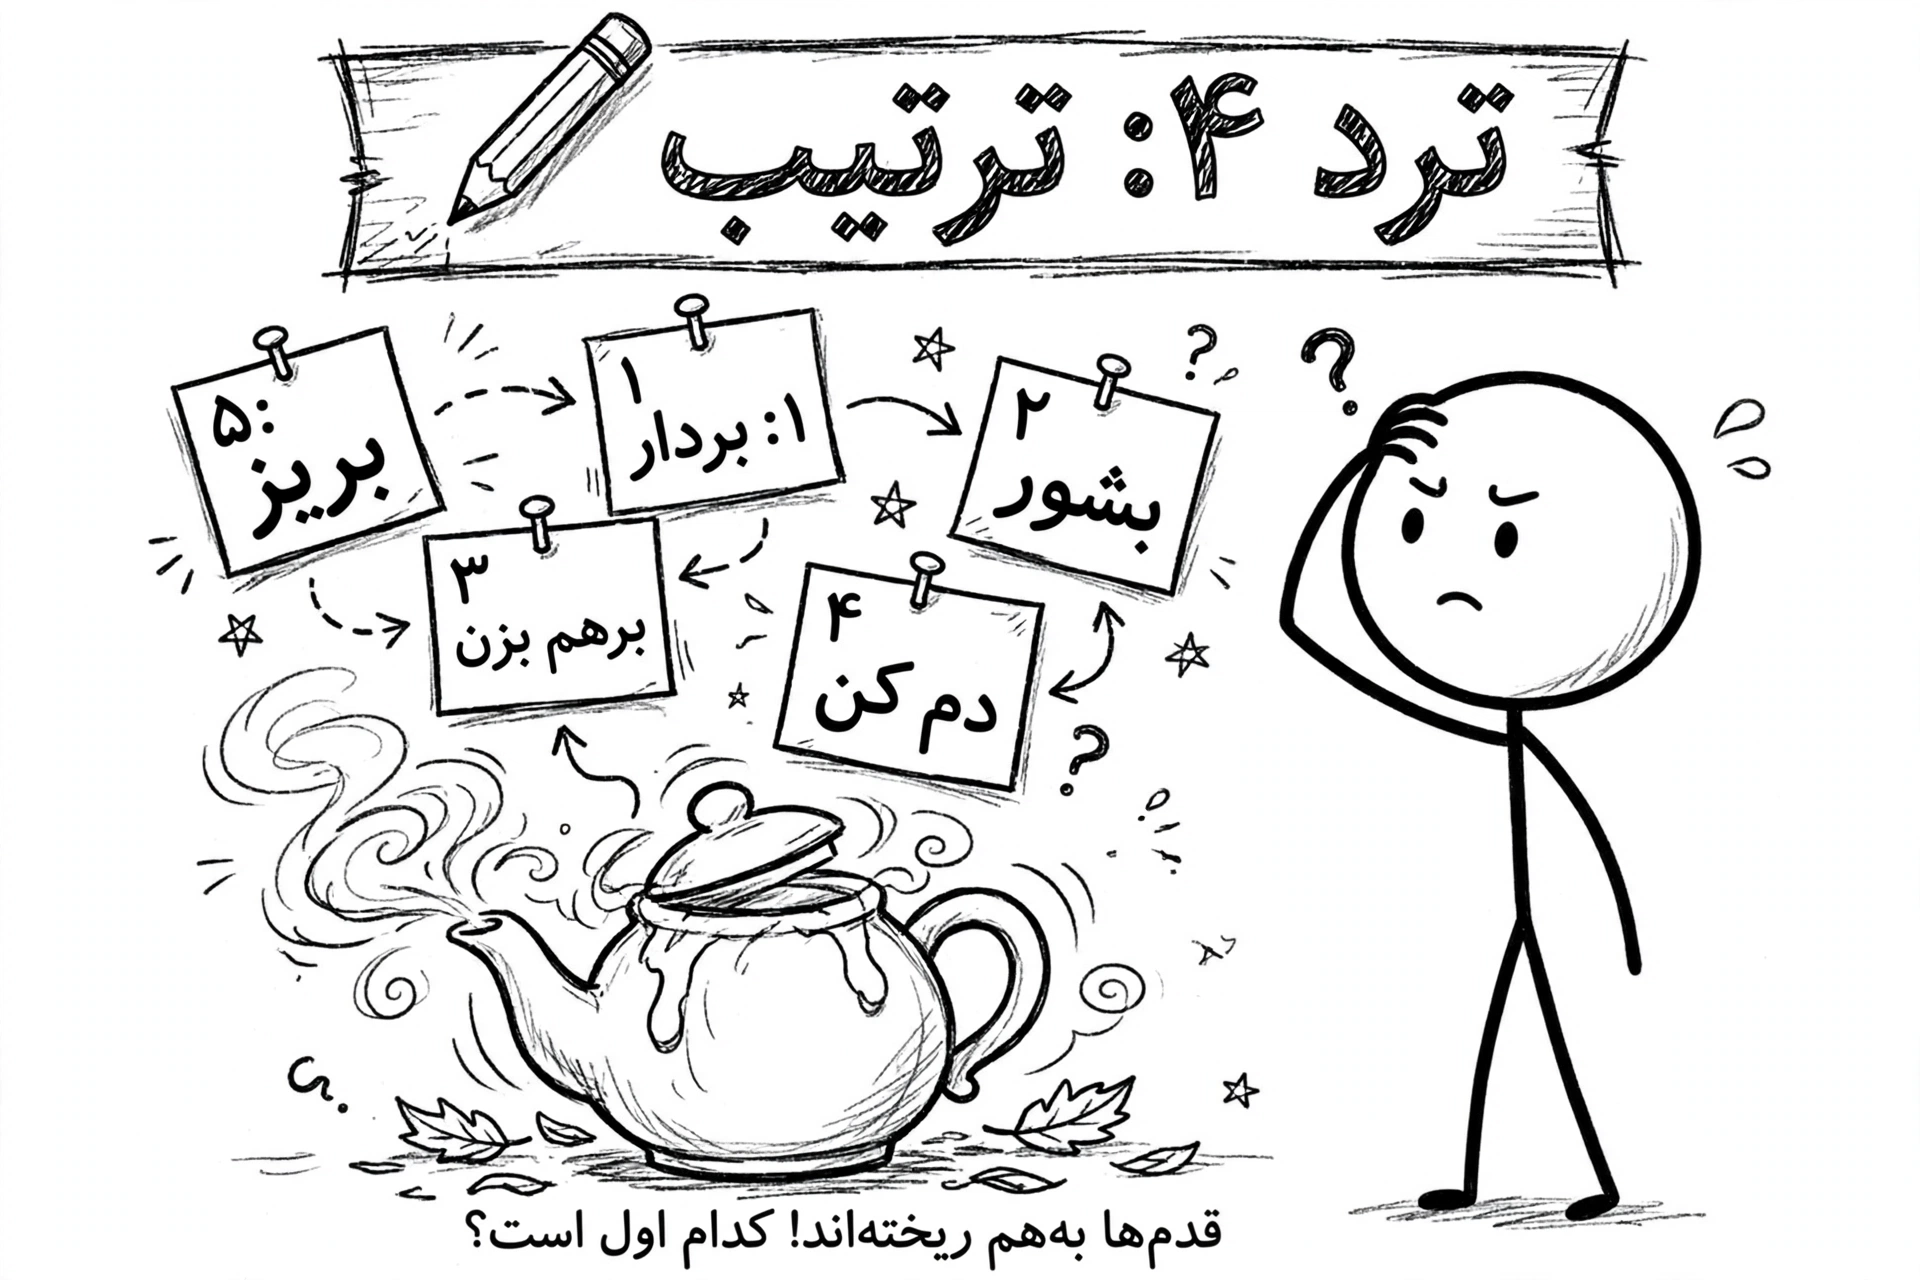 ترد ۴: ترتیب
۵:
بریز
۱
۱: بردار
۲
بشور
۳
برهم بزن
۴
دم کن
؟
؟
؟
قدم‌ها به‌هم ریخته‌اند! کدام اول است؟